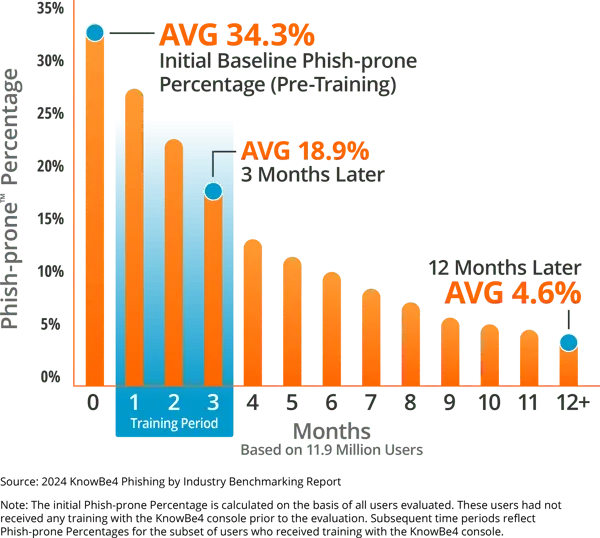 35%
AVG 34.3%
Initial Baseline Phish-prone
Percentage (Pre-Training)
30%
25%
20%
15%
10%
5%
0%
Phish-prone™ Percentage
AVG 18.9%
3 Months Later
12 Months Later
AVG 4.6%
0 1 2 3 4 5 6 7 8 9 10 11 12+
Training Period
Months
Based on 11.9 Million Users
Source: 2024 KnowBe4 Phishing by Industry Benchmarking Report
Note: The initial Phish-prone Percentage is calculated on the basis of all users evaluated. These users had not
received any training with the KnowBe4 console prior to the evaluation. Subsequent time periods reflect
Phish-prone Percentages for the subset of users who received training with the KnowBe4 console.